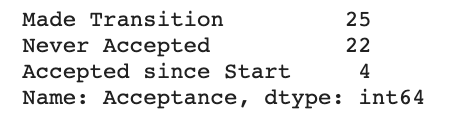 Made Transition 25
Never Accepted 22
Accepted since Start 4
Name: Acceptance, dtype: int64